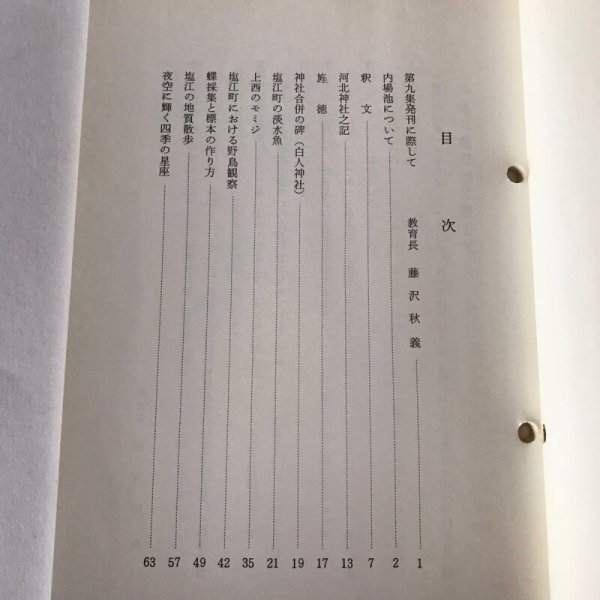 目次
第九集発刊に際して 教育長 藤沢秋義 1
内場池について 2
釈文 7
河北神社之記 13
旌徳 17
神社合併の碑（白人神社） 19
塩江町の淡水魚 21
上西のモミジ 35
塩江町における野鳥観察 42
蝶採集と標本の作り方 49
塩江の地質散歩 57
夜空に輝く四季の星座 63